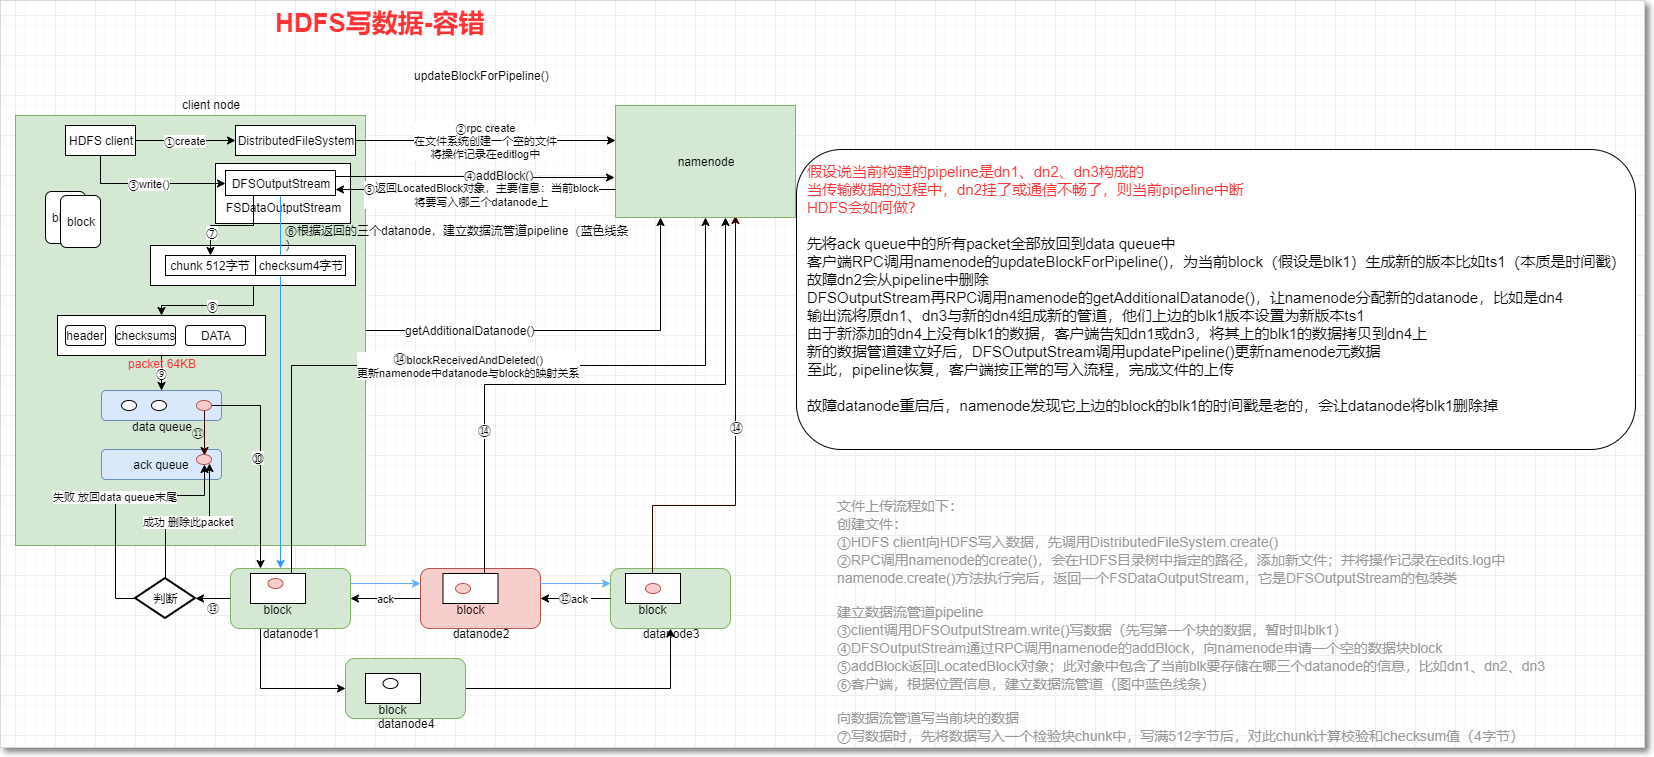 HDFS写数据-容错
updateBlockForPipeline()
client node
HDFS client
①create
DistributedFileSystem
②rpc create
在文件系统创建一个空的文件
将操作记录在editlog中
namenode
③write()
DFSOutputStream
FSDataOutputStream
④addBlock()
⑤返回LocatedBlock对象，主要信息：当前block
将要写入哪三个datanode上
block
⑥根据返回的三个datanode，建立数据流管道pipeline（蓝色线条
）
⑦
chunk 512字节
checksum4字节
⑧
header
checksums
DATA
packet 64KB
⑨
getAdditionalDatanode()
⑭blockReceivedAndDeleted()
更新namenode中datanode与block的映射关系
data queue
⑪
⑩
⑭
⑭
ack queue
失败 放回data queue末尾
成功 删除此packet
判断
⑬
block
datanode1
ack
block
datanode2
⑫ack
block
datanode3
block
datanode4
假设说当前构建的pipeline是dn1、dn2、dn3构成的
当传输数据的过程中，dn2挂了或通信不畅了，则当前pipeline中断
HDFS会如何做？
先将ack queue中的所有packet全部放回到data queue中
客户端RPC调用namenode的updateBlockForPipeline()，为当前block（假设是blk1）生成新的版本比如ts1（本质是时间戳)
故障dn2会从pipeline中删除
DFSOutputStream再RPC调用namenode的getAdditionalDatanode()，让namenode分配新的datanode，比如是dn4
输出流将原dn1、dn3与新的dn4组成新的管道，他们上边的blk1版本设置为新版本ts1
由于新添加的dn4上没有blk1的数据，客户端告知dn1或dn3，将其上的blk1的数据拷贝到dn4上
新的数据管道建立好后，DFSOutputStream调用updatePipeline()更新namenode元数据
至此，pipeline恢复，客户端按正常的写入流程，完成文件的上传
故障datanode重启后，namenode发现它上边的block的blk1的时间戳是老的，会让datanode将blk1删除掉
文件上传流程如下：
创建文件：
①HDFS client向HDFS写入数据，先调用DistributedFileSystem.create()
②RPC调用namenode的create()，会在HDFS目录树中指定的路径，添加新文件；并将操作记录在edits.log中
namenode.create()方法执行完后，返回一个FSDataOutputStream，它是DFSOutputStream的包装类
建立数据流管道pipeline
③client调用DFSOutputStream.write()写数据（先写第一个块的数据，暂时叫blk1）
④DFSOutputStream通过RPC调用namenode的addBlock，向namenode申请一个空的数据块block
⑤addBlock返回LocatedBlock对象；此对象中包含了当前blk要存储在哪三个datanode的信息，比如dn1、dn2、dn3
⑥客户端，根据位置信息，建立数据流管道（图中蓝色线条）
向数据流管道写当前块的数据
⑦写数据时，先将数据写入一个检验块chunk中，写满512字节后，对此chunk计算校验和checksum值（4字节）